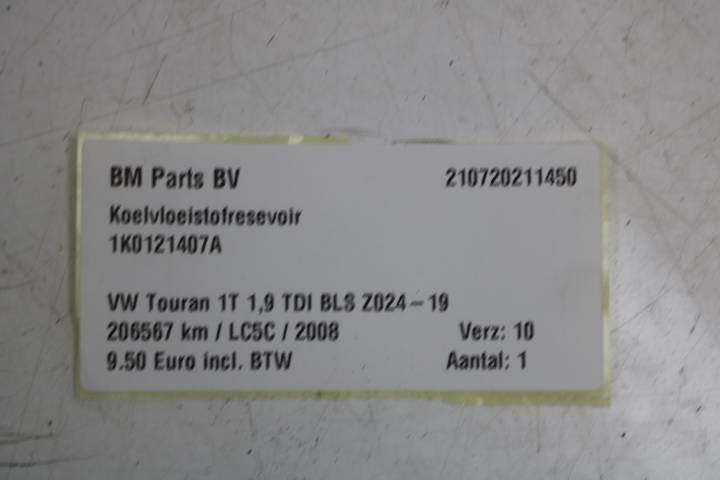 BM Parts BV 210720211450
Koelvloeistofresevoir
1K0121407A
VW Touran 1T 1,9 TDI BLS Z024-19
206567 km / LC5C / 2008 Verz: 10
9.50 Euro incl. BTW Aantal: 1